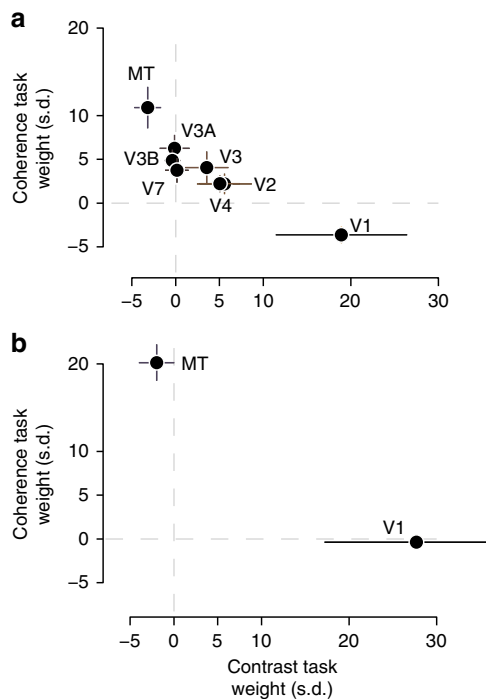 a
20
10
5
0
−5
Coherence task
weight (s.d.)
MT
V3A
V3B
V3
V7
V2
V4
V1
−5 0 5 10 20 30
b
20
10
5
0
−5
Coherence task
weight (s.d.)
MT
V1
−5 0 5 10 20 30
Contrast task
weight (s.d.)